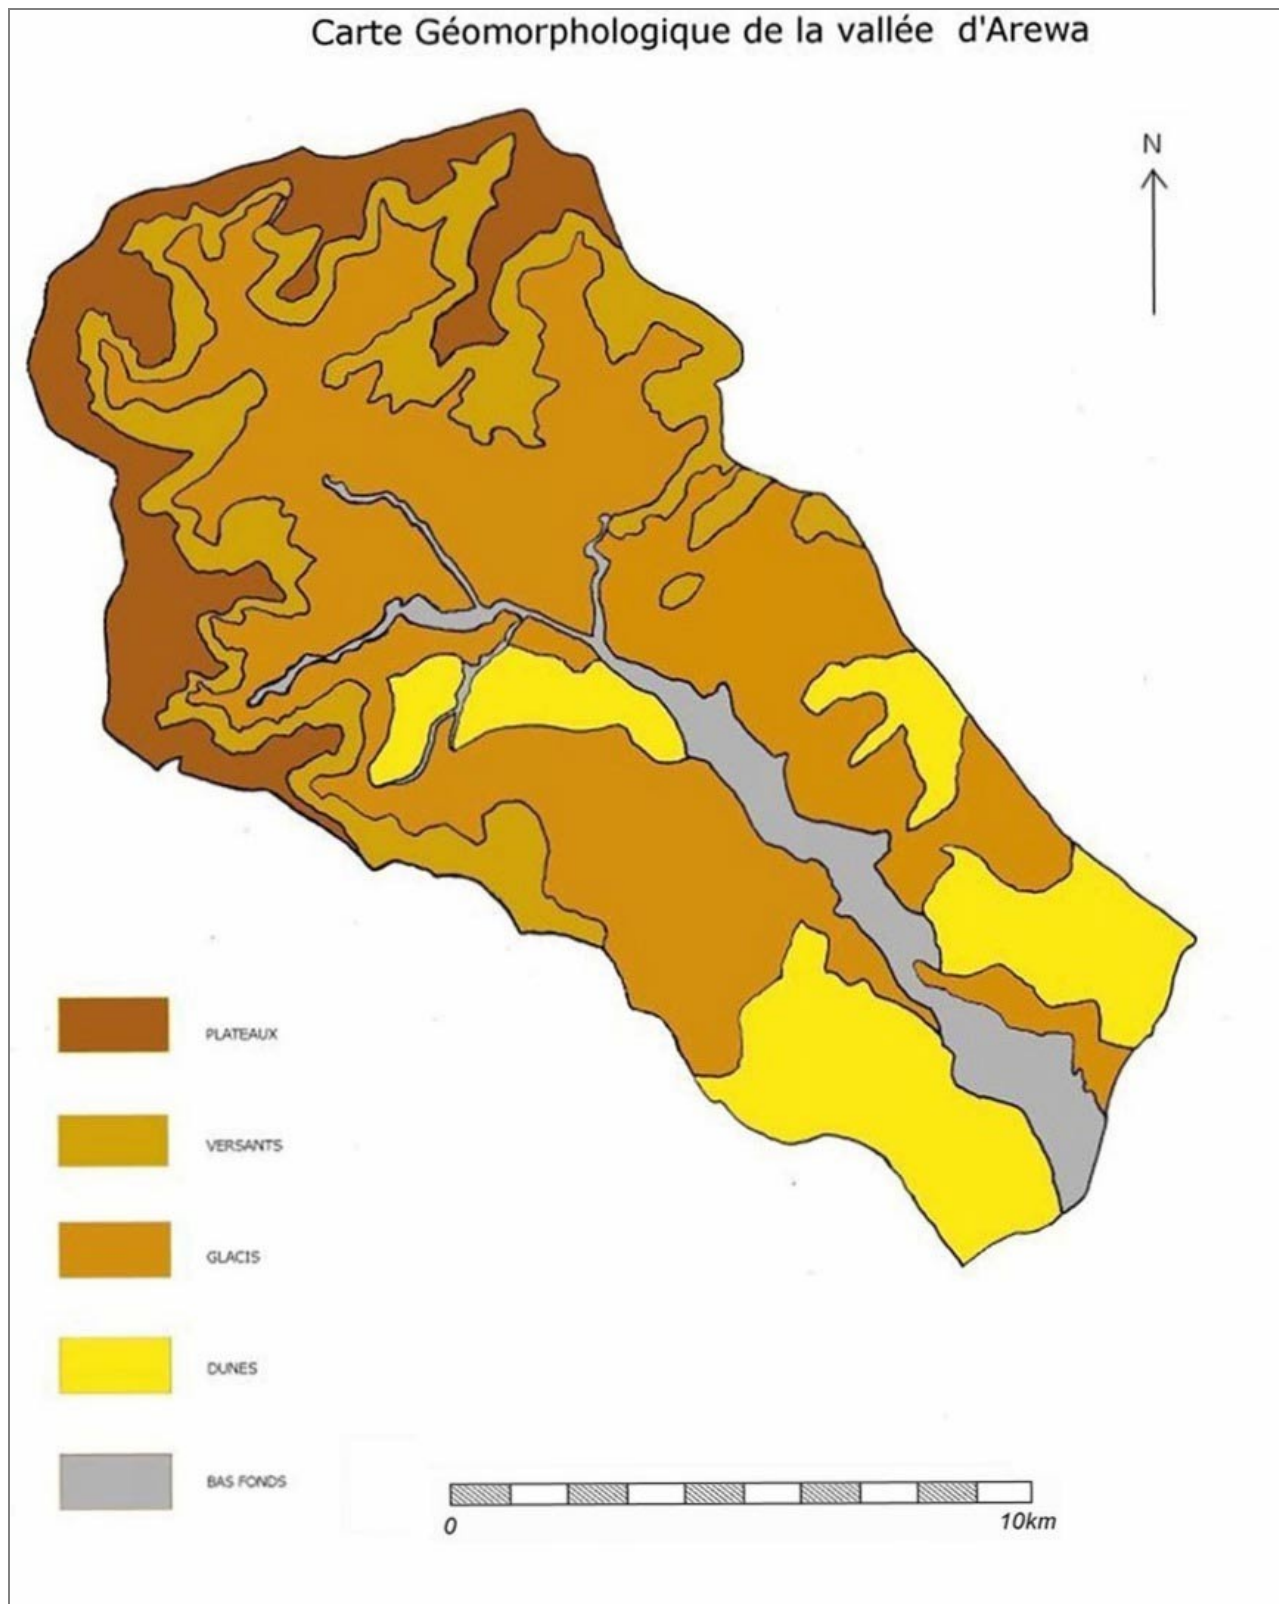 Carte Géomorphologique de la vallée d'Arewa
N
PLATEAUX
VERSANTS
GLACIS
DUNES
BAS FONDS
0 10km